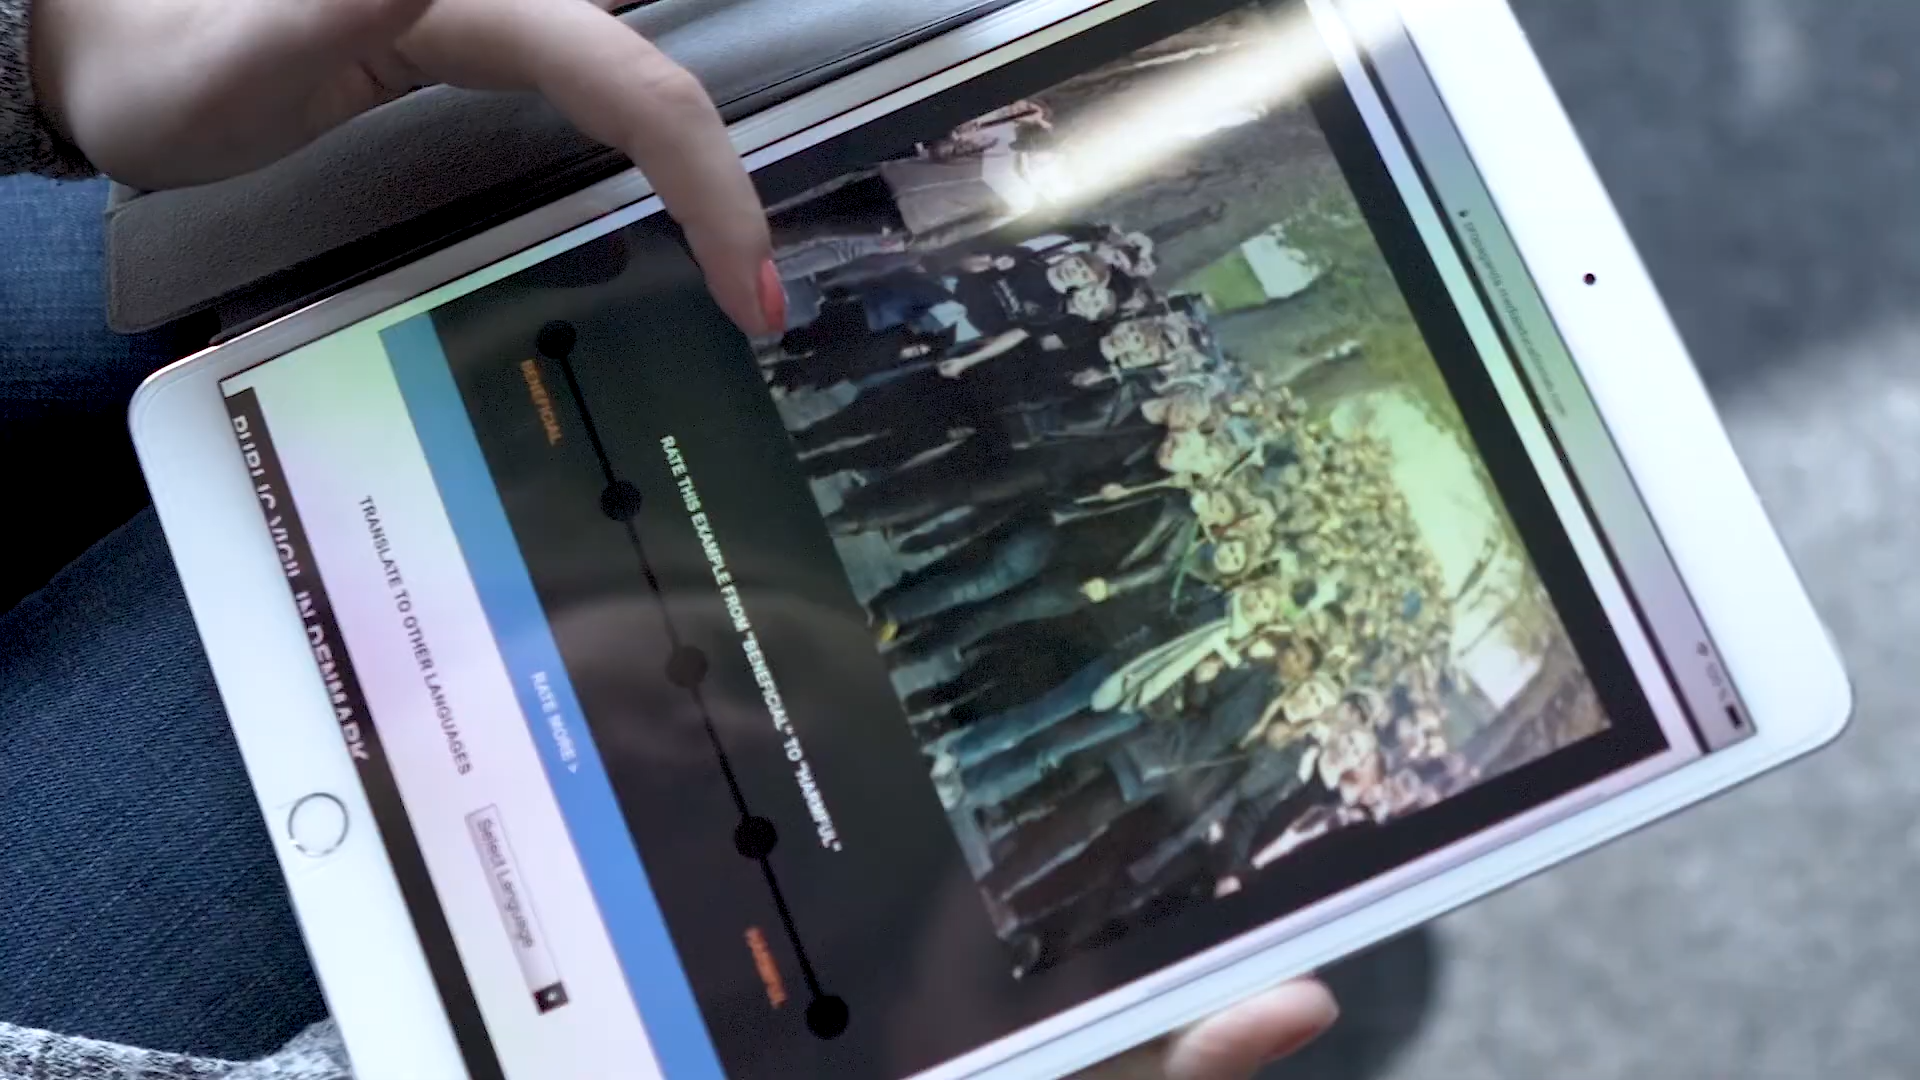 RATE THIS EXAMPLE FROM "BENEFICIAL" TO "HARMFUL"
BENEFICIAL
HARMFUL
RATE MORE >
TRANSLATE TO OTHER LANGUAGES
Select Language
PUBLIC VIGIL IN DENMARK